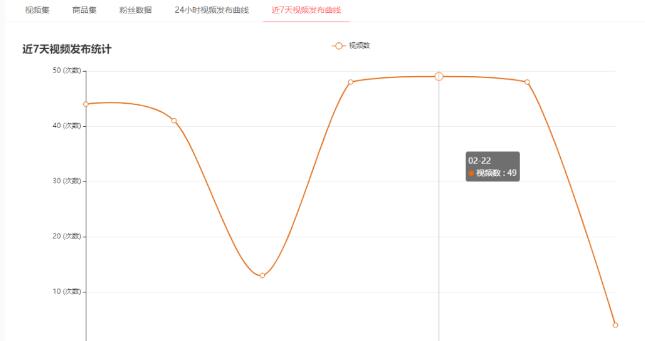 视频集 商品集 粉丝数据 24小时视频发布曲线 近7天视频发布曲线
近7天视频发布统计
视频数
50 (次数)
40 (次数)
02-22
视频数 : 49
30 (次数)
20 (次数)
10 (次数)